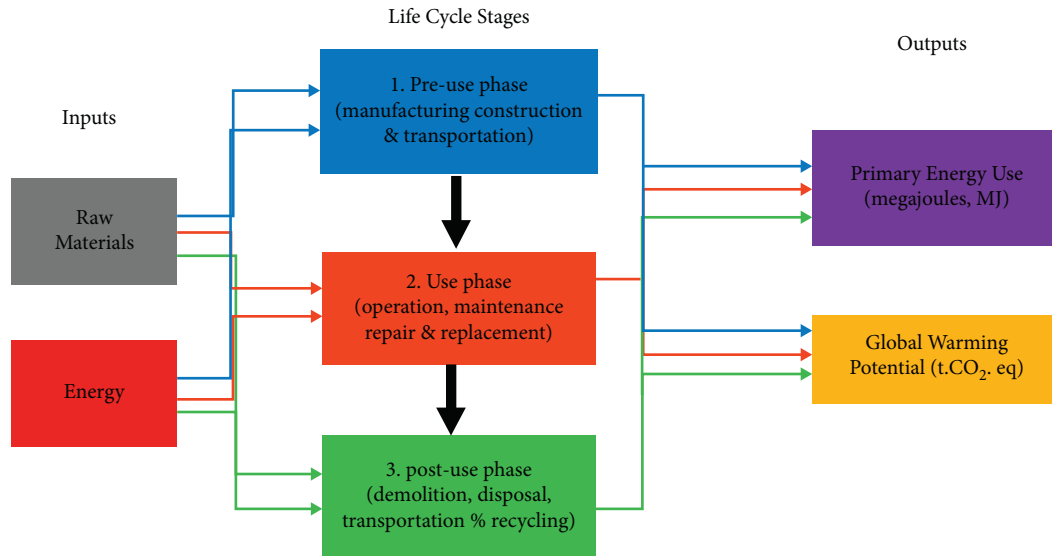 Life Cycle Stages
Inputs
Outputs
Raw
Materials
Energy
1. Pre-use phase
(manufacturing construction
& transportation)
2. Use phase
(operation, maintenance
repair & replacement)
3. post-use phase
(demolition, disposal,
transportation % recycling)
Primary Energy Use
(megajoules, MJ)
Global Warming
Potential (t.CO₂. eq)